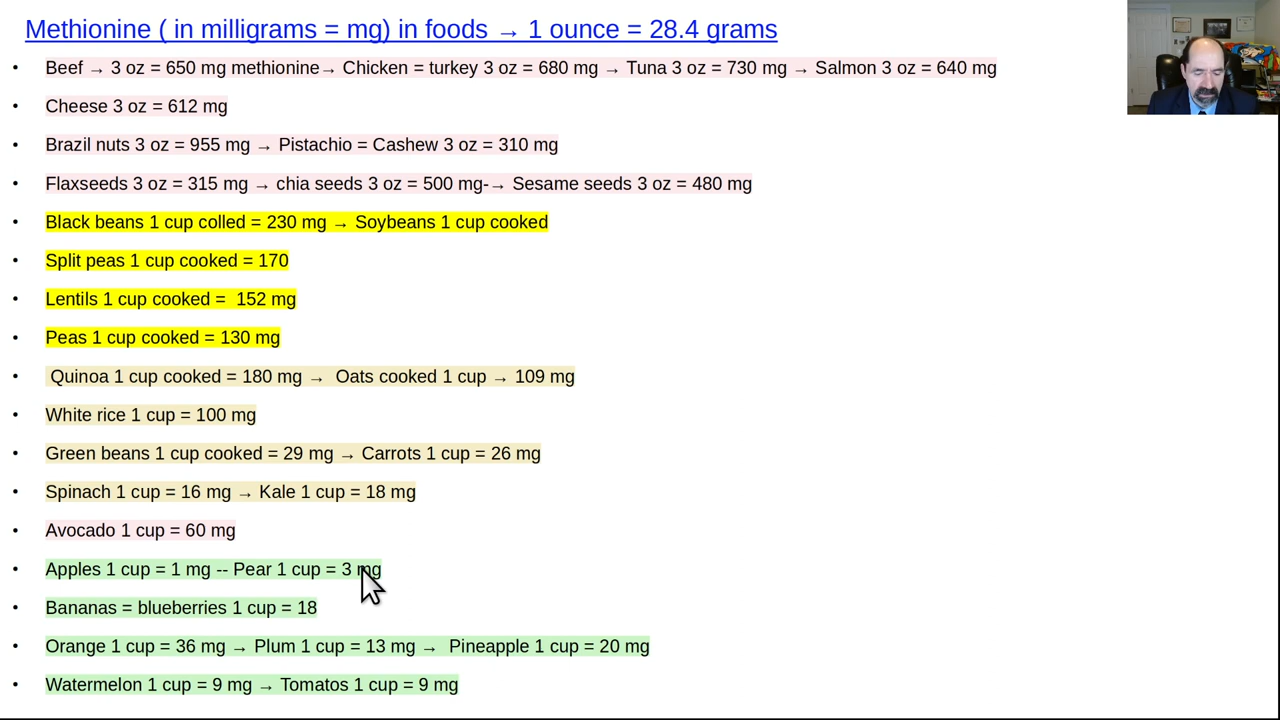 Methionine ( in milligrams = mg) in foods → 1 ounce = 28.4 grams
• Beef → 3 oz = 650 mg methionine→ Chicken = turkey 3 oz = 680 mg → Tuna 3 oz = 730 mg → Salmon 3 oz = 640 mg
• Cheese 3 oz = 612 mg
• Brazil nuts 3 oz = 955 mg → Pistachio = Cashew 3 oz = 310 mg
• Flaxseeds 3 oz = 315 mg → chia seeds 3 oz = 500 mg-→ Sesame seeds 3 oz = 480 mg
• Black beans 1 cup colled = 230 mg → Soybeans 1 cup cooked
• Split peas 1 cup cooked = 170
• Lentils 1 cup cooked =  152 mg
• Peas 1 cup cooked = 130 mg
• Quinoa 1 cup cooked = 180 mg →  Oats cooked 1 cup → 109 mg
• White rice 1 cup = 100 mg
• Green beans 1 cup cooked = 29 mg → Carrots 1 cup = 26 mg
• Spinach 1 cup = 16 mg → Kale 1 cup = 18 mg
• Avocado 1 cup = 60 mg
• Apples 1 cup = 1 mg -- Pear 1 cup = 3 mg
• Bananas = blueberries 1 cup = 18
• Orange 1 cup = 36 mg → Plum 1 cup = 13 mg →  Pineapple 1 cup = 20 mg
• Watermelon 1 cup = 9 mg → Tomatos 1 cup = 9 mg